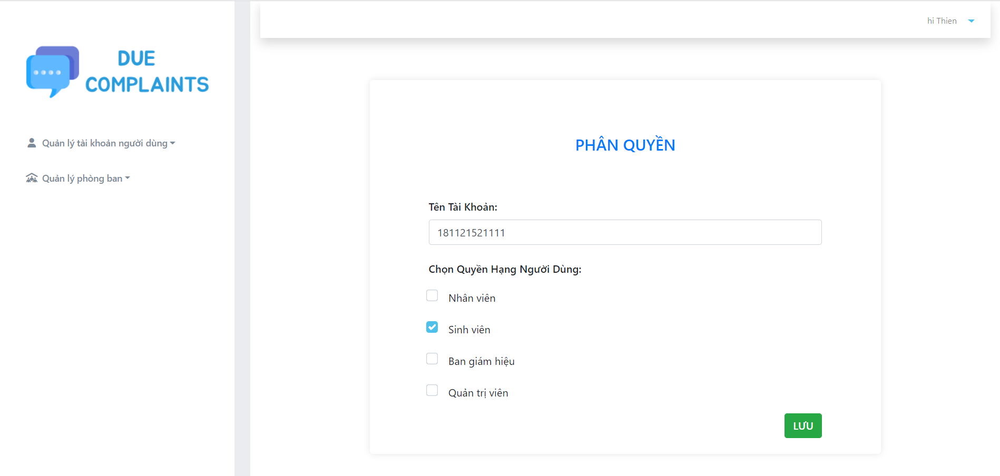 hi Thien
DUE
COMPLAINTS
Quản lý tài khoản người dùng
Quản lý phòng ban
PHÂN QUYỀN
Tên Tài Khoản:
181121521111
Chọn Quyền Hạng Người Dùng:
Nhân viên
Sinh viên
Ban giám hiệu
Quản trị viên
LƯU